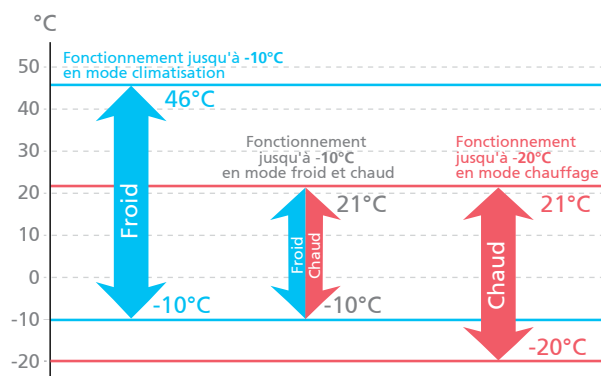 °C
50
40
30
20
10
0
-10
-20
Fonctionnement jusqu'à -10°C
en mode climatisation
46°C
Froid
-10°C
Fonctionnement
jusqu'à -10°C
en mode froid et chaud
21°C
Froid
Chaud
-10°C
Fonctionnement
jusqu'à -20°C
en mode chauffage
21°C
Chaud
-20°C